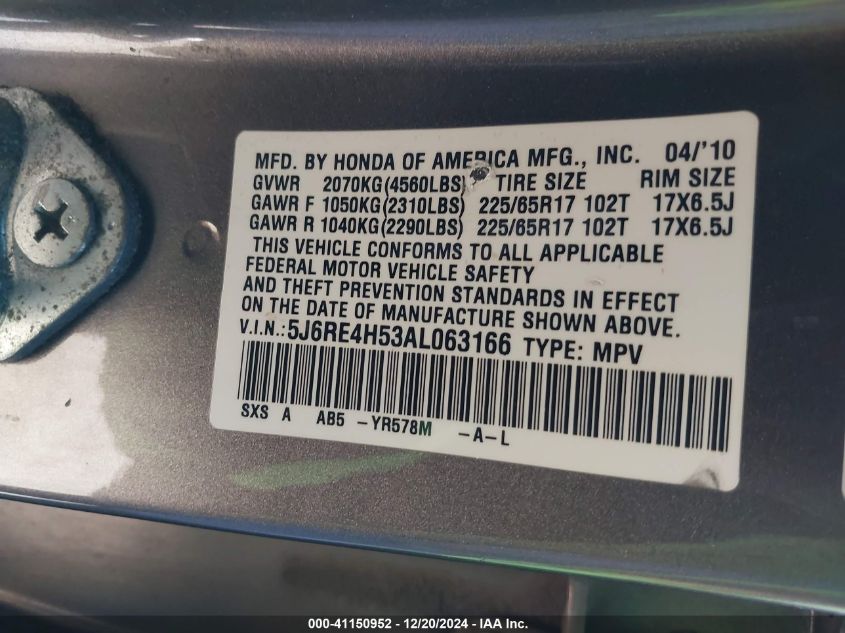 MFD. BY HONDA OF AMERICA MFG., INC. 04/'10
GVWR 2070KG(4560LBS) TIRE SIZE RIM SIZE
GAWR F 1050KG(2310LBS) 225/65R17 102T 17X6.5J
GAWR R 1040KG(2290LBS) 225/65R17 102T 17X6.5J
THIS VEHICLE CONFORMS TO ALL APPLICABLE
FEDERAL MOTOR VEHICLE SAFETY
AND THEFT PREVENTION STANDARDS IN EFFECT
ON THE DATE OF MANUFACTURE SHOWN ABOVE.
V.I.N.:5J6RE4H53AL063166 TYPE: MPV
SXS A AB5 -YR578M -A-L
000-41150952 - 12/20/2024 - IAA Inc.